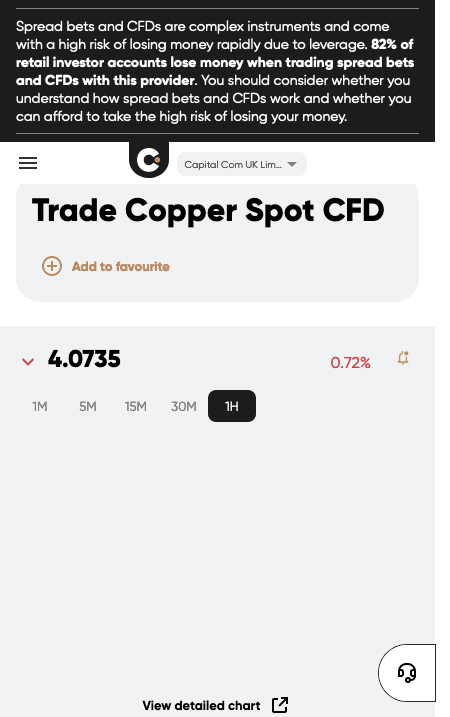 Spread bets and CFDs are complex instruments and come
with a high risk of losing money rapidly due to leverage. 82% of
retail investor accounts lose money when trading spread bets
and CFDs with this provider. You should consider whether you
understand how spread bets and CFDs work and whether you
can afford to take the high risk of losing your money.
Capital Com UK Lim...
Trade Copper Spot CFD
Add to favourite
4.0735
0.72%
1M 5M 15M 30M 1H
View detailed chart